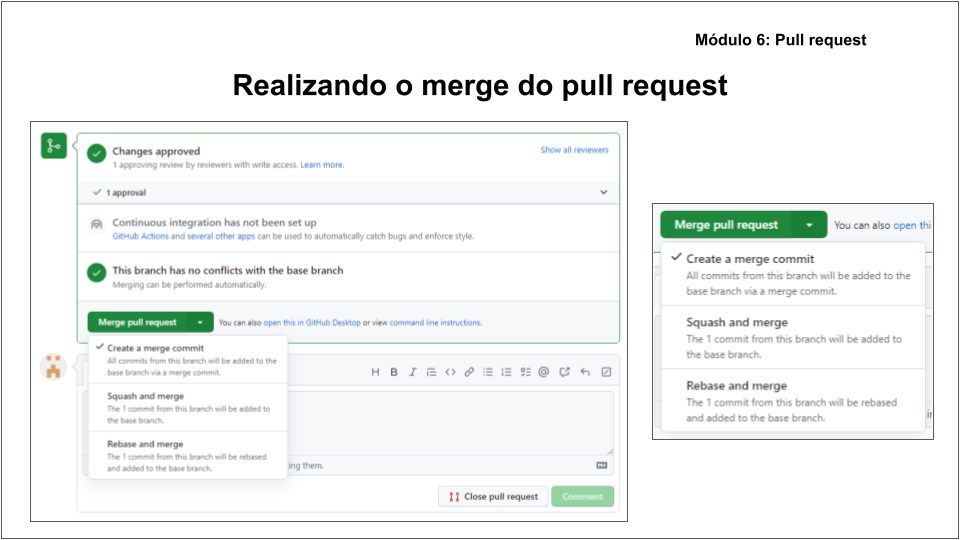 Módulo 6: Pull request
Realizando o merge do pull request
Changes approved
Show all reviewers
1 approving review by reviewers with write access. Learn more.
1 approval
Continuous integration has not been set up
GitHub Actions and several other apps can be used to automatically catch bugs and enforce style.
This branch has no conflicts with the base branch
Merging can be performed automatically.
Merge pull request
You can also open this in GitHub Desktop or view command line instructions.
Create a merge commit
All commits from this branch will be added to the
base branch via a merge commit.
Squash and merge
The 1 commit from this branch will be added to
the base branch.
Rebase and merge
The 1 commit from this branch will be rebased
and added to the base branch.
ing them.
Close pull request
Comment
Merge pull request
You can also open thi
Create a merge commit
All commits from this branch will be added to the
base branch via a merge commit.
Squash and merge
The 1 commit from this branch will be added to
the base branch.
Rebase and merge
The 1 commit from this branch will be rebased
and added to the base branch.